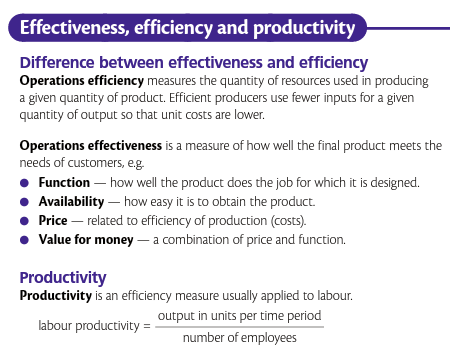 Effectiveness, efficiency and productivity
Difference between effectiveness and efficiency
Operations efficiency measures the quantity of resources used in producing
a given quantity of product. Efficient producers use fewer inputs for a given
quantity of output so that unit costs are lower.
Operations effectiveness is a measure of how well the final product meets the
needs of customers, e.g.
● Function — how well the product does the job for which it is designed.
● Availability — how easy it is to obtain the product.
● Price — related to efficiency of production (costs).
● Value for money — a combination of price and function.
Productivity
Productivity is an efficiency measure usually applied to labour.
labour productivity = output in units per time period
number of employees